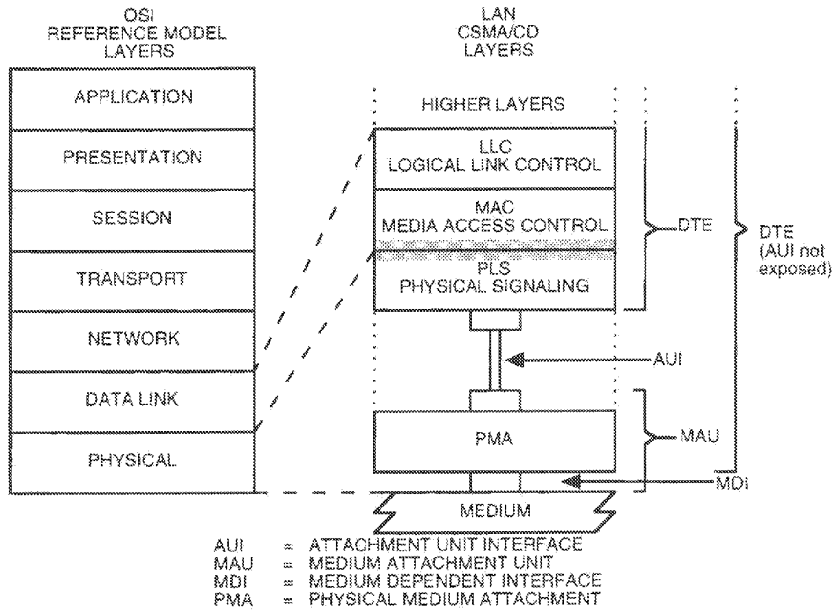 OSI
REFERENCE MODEL
LAYERS
APPLICATION
PRESENTATION
SESSION
TRANSPORT
NETWORK
DATA LINK
PHYSICAL
LAN
CSMA/CD
LAYERS
HIGHER LAYERS
LLC
LOGICAL LINK CONTROL
MAC
MEDIA ACCESS CONTROL
PLS
PHYSICAL SIGNALING
DTE
DTE
(AUI not
exposed)
AUI
PMA
MAU
MDI
MEDIUM
AUI = ATTACHMENT UNIT INTERFACE
MAU = MEDIUM ATTACHMENT UNIT
MDI = MEDIUM DEPENDENT INTERFACE
PMA = PHYSICAL MEDIUM ATTACHMENT